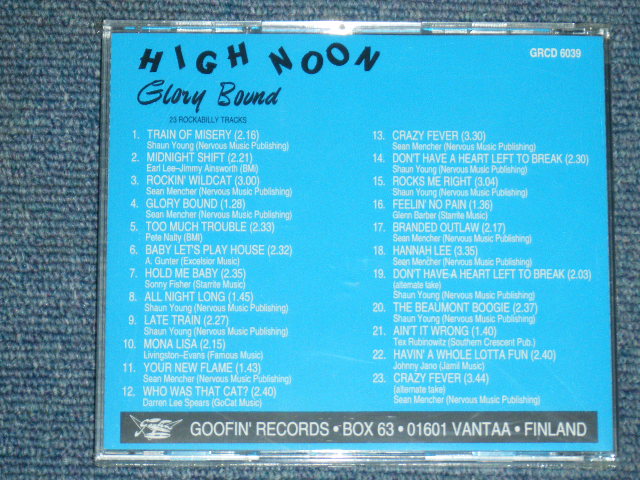 HIGH NOON
GRCD 6039
Glory Bound
23 ROCKABILLY TRACKS
1. TRAIN OF MISERY (2.16)
Shaun Young (Nervous Music Publishing)
2. MIDNIGHT SHIFT (2.21)
Earl Lee-Jimmy Ainsworth (BMI)
3. ROCKIN' WILDCAT (3.00)
Sean Mencher (Nervous Music Publishing)
4. GLORY BOUND (1.28)
Sean Mencher (Nervous Music Publishing)
5. TOO MUCH TROUBLE (2.33)
Pete Nalty (BMI)
6. BABY LET'S PLAY HOUSE (2.32)
A. Gunter (Excelsior Music)
7. HOLD ME BABY (2.35)
Sonny Fisher (Starrite Music)
8. ALL NIGHT LONG (1.45)
Shaun Young (Nervous Music Publishing)
9. LATE TRAIN (2.27)
Shaun Young (Nervous Music Publishing)
10. MONA LISA (2.15)
Livingston-Evans (Famous Music)
11. YOUR NEW FLAME (1.43)
Sean Mencher (Nervous Music Publishing)
12. WHO WAS THAT CAT? (2.40)
Darren Lee Spears (GoCat Music)
13. CRAZY FEVER (3.30)
Sean Mencher (Nervous Music Publishing)
14. DON'T HAVE A HEART LEFT TO BREAK (2.30)
Shaun Young (Nervous Music Publishing)
15. ROCKS ME RIGHT (3.04)
Shaun Young (Nervous Music Publishing)
16. FEELIN' NO PAIN (1.36)
Glenn Barber (Starrite Music)
17. BRANDED OUTLAW (2.17)
Sean Mencher (Nervous Music Publishing)
18. HANNAH LEE (3.35)
Sean Mencher (Nervous Music Publishing)
19. DON'T HAVE A HEART LEFT TO BREAK (2.03)
(alternate take)
Shaun Young (Nervous Music Publishing)
20. THE BEAUMONT BOOGIE (2.37)
Shaun Young (Nervous Music Publishing)
21. AIN'T IT WRONG (1.40)
Tex Rubinowitz (Southern Crescent Pub.)
22. HAVIN' A WHOLE LOTTA FUN (2.40)
Johnny Jano (Jamil Music)
23. CRAZY FEVER (3.44)
(alternate take)
Sean Mencher (Nervous Music Publishing)
Goofin'
GOOFIN' RECORDS • BOX 63 • 01601 VANTAA • FINLAND